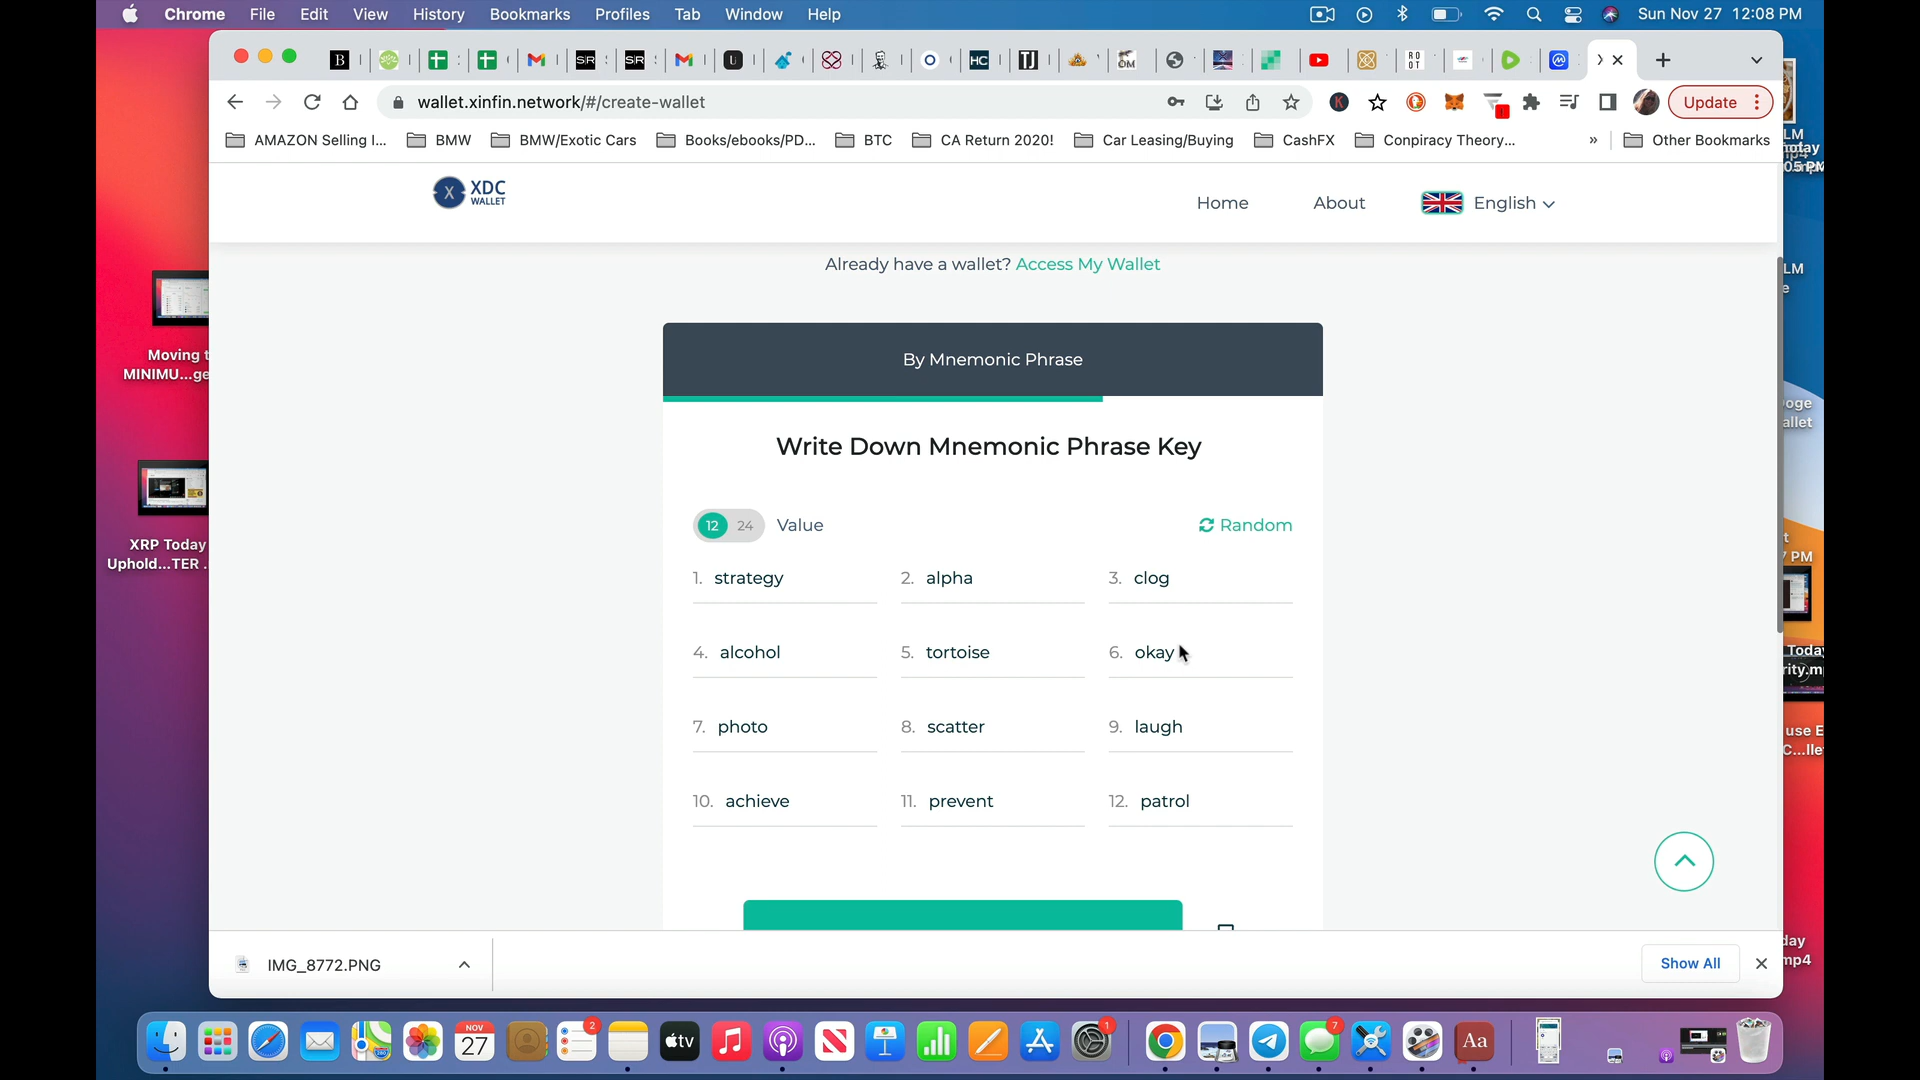 Chrome File Edit View History Bookmarks Profiles Tab Window Help
Sun Nov 27 12:08 PM
wallet.xinfin.network/#/create-wallet
Update
AMAZON Selling I... BMW BMW/Exotic Cars Books/ebooks/PD... BTC CA Return 2020! Car Leasing/Buying CashFX Conpiracy Theory... » Other Bookmarks
XDC
WALLET
Home About English
Already have a wallet? Access My Wallet
By Mnemonic Phrase
Write Down Mnemonic Phrase Key
12 24 Value Random
1. strategy 2. alpha 3. clog
4. alcohol 5. tortoise 6. okay
7. photo 8. scatter 9. laugh
10. achieve 11. prevent 12. patrol
IMG_8772.PNG
Show All
Moving t
MINIMU...ge
XRP Today
Uphold...TER .
NOV
27
2
tv
1
7
Aa